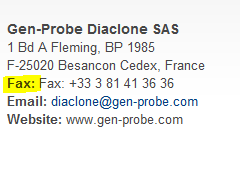 Gen-Probe Diaclone SAS
1 Bd A Fleming, BP 1985
F-25020 Besancon Cedex, France
Fax: Fax: +33 3 81 41 36 36
Email: diaclone@gen-probe.com
Website: www.gen-probe.com